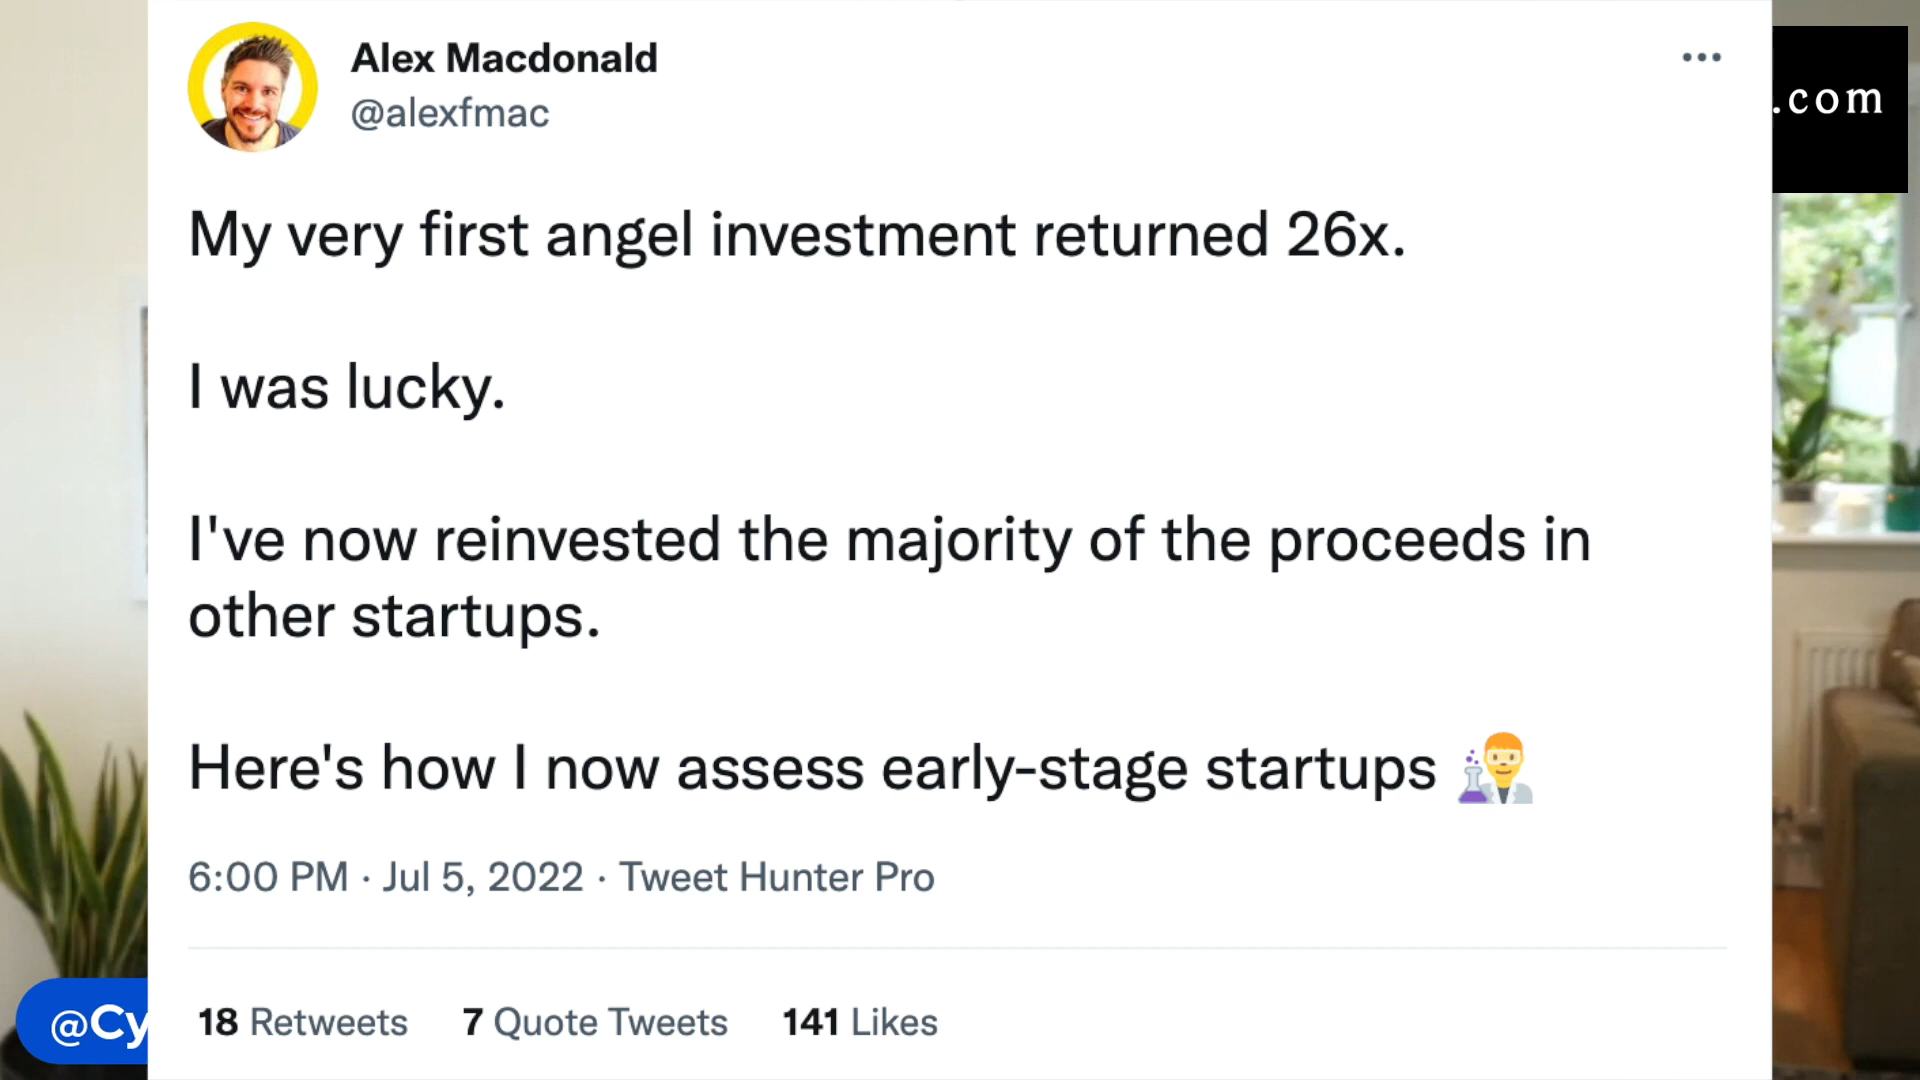 Alex Macdonald
@alexfmac
.com
My very first angel investment returned 26x.
I was lucky.
I've now reinvested the majority of the proceeds in
other startups.
Here's how I now assess early-stage startups
6:00 PM · Jul 5, 2022 · Tweet Hunter Pro
18 Retweets 7 Quote Tweets 141 Likes
@Cy